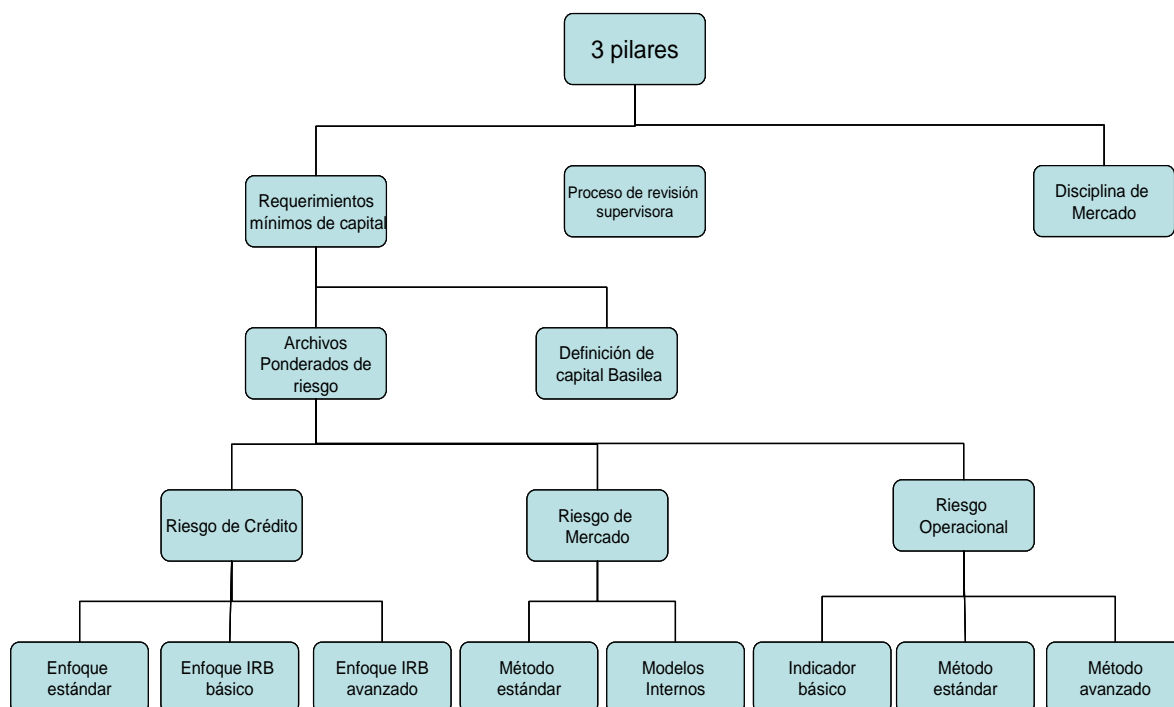 3 pilares
Requerimientos
mínimos de capital
Proceso de revisión
supervisora
Disciplina de
Mercado
Archivos
Ponderados de
riesgo
Definición de
capital Basilea
Riesgo de Crédito
Riesgo de
Mercado
Riesgo
Operacional
Enfoque
estándar
Enfoque IRB
básico
Enfoque IRB
avanzado
Método
estándar
Modelos
Internos
Indicador
básico
Método
estándar
Método
avanzado